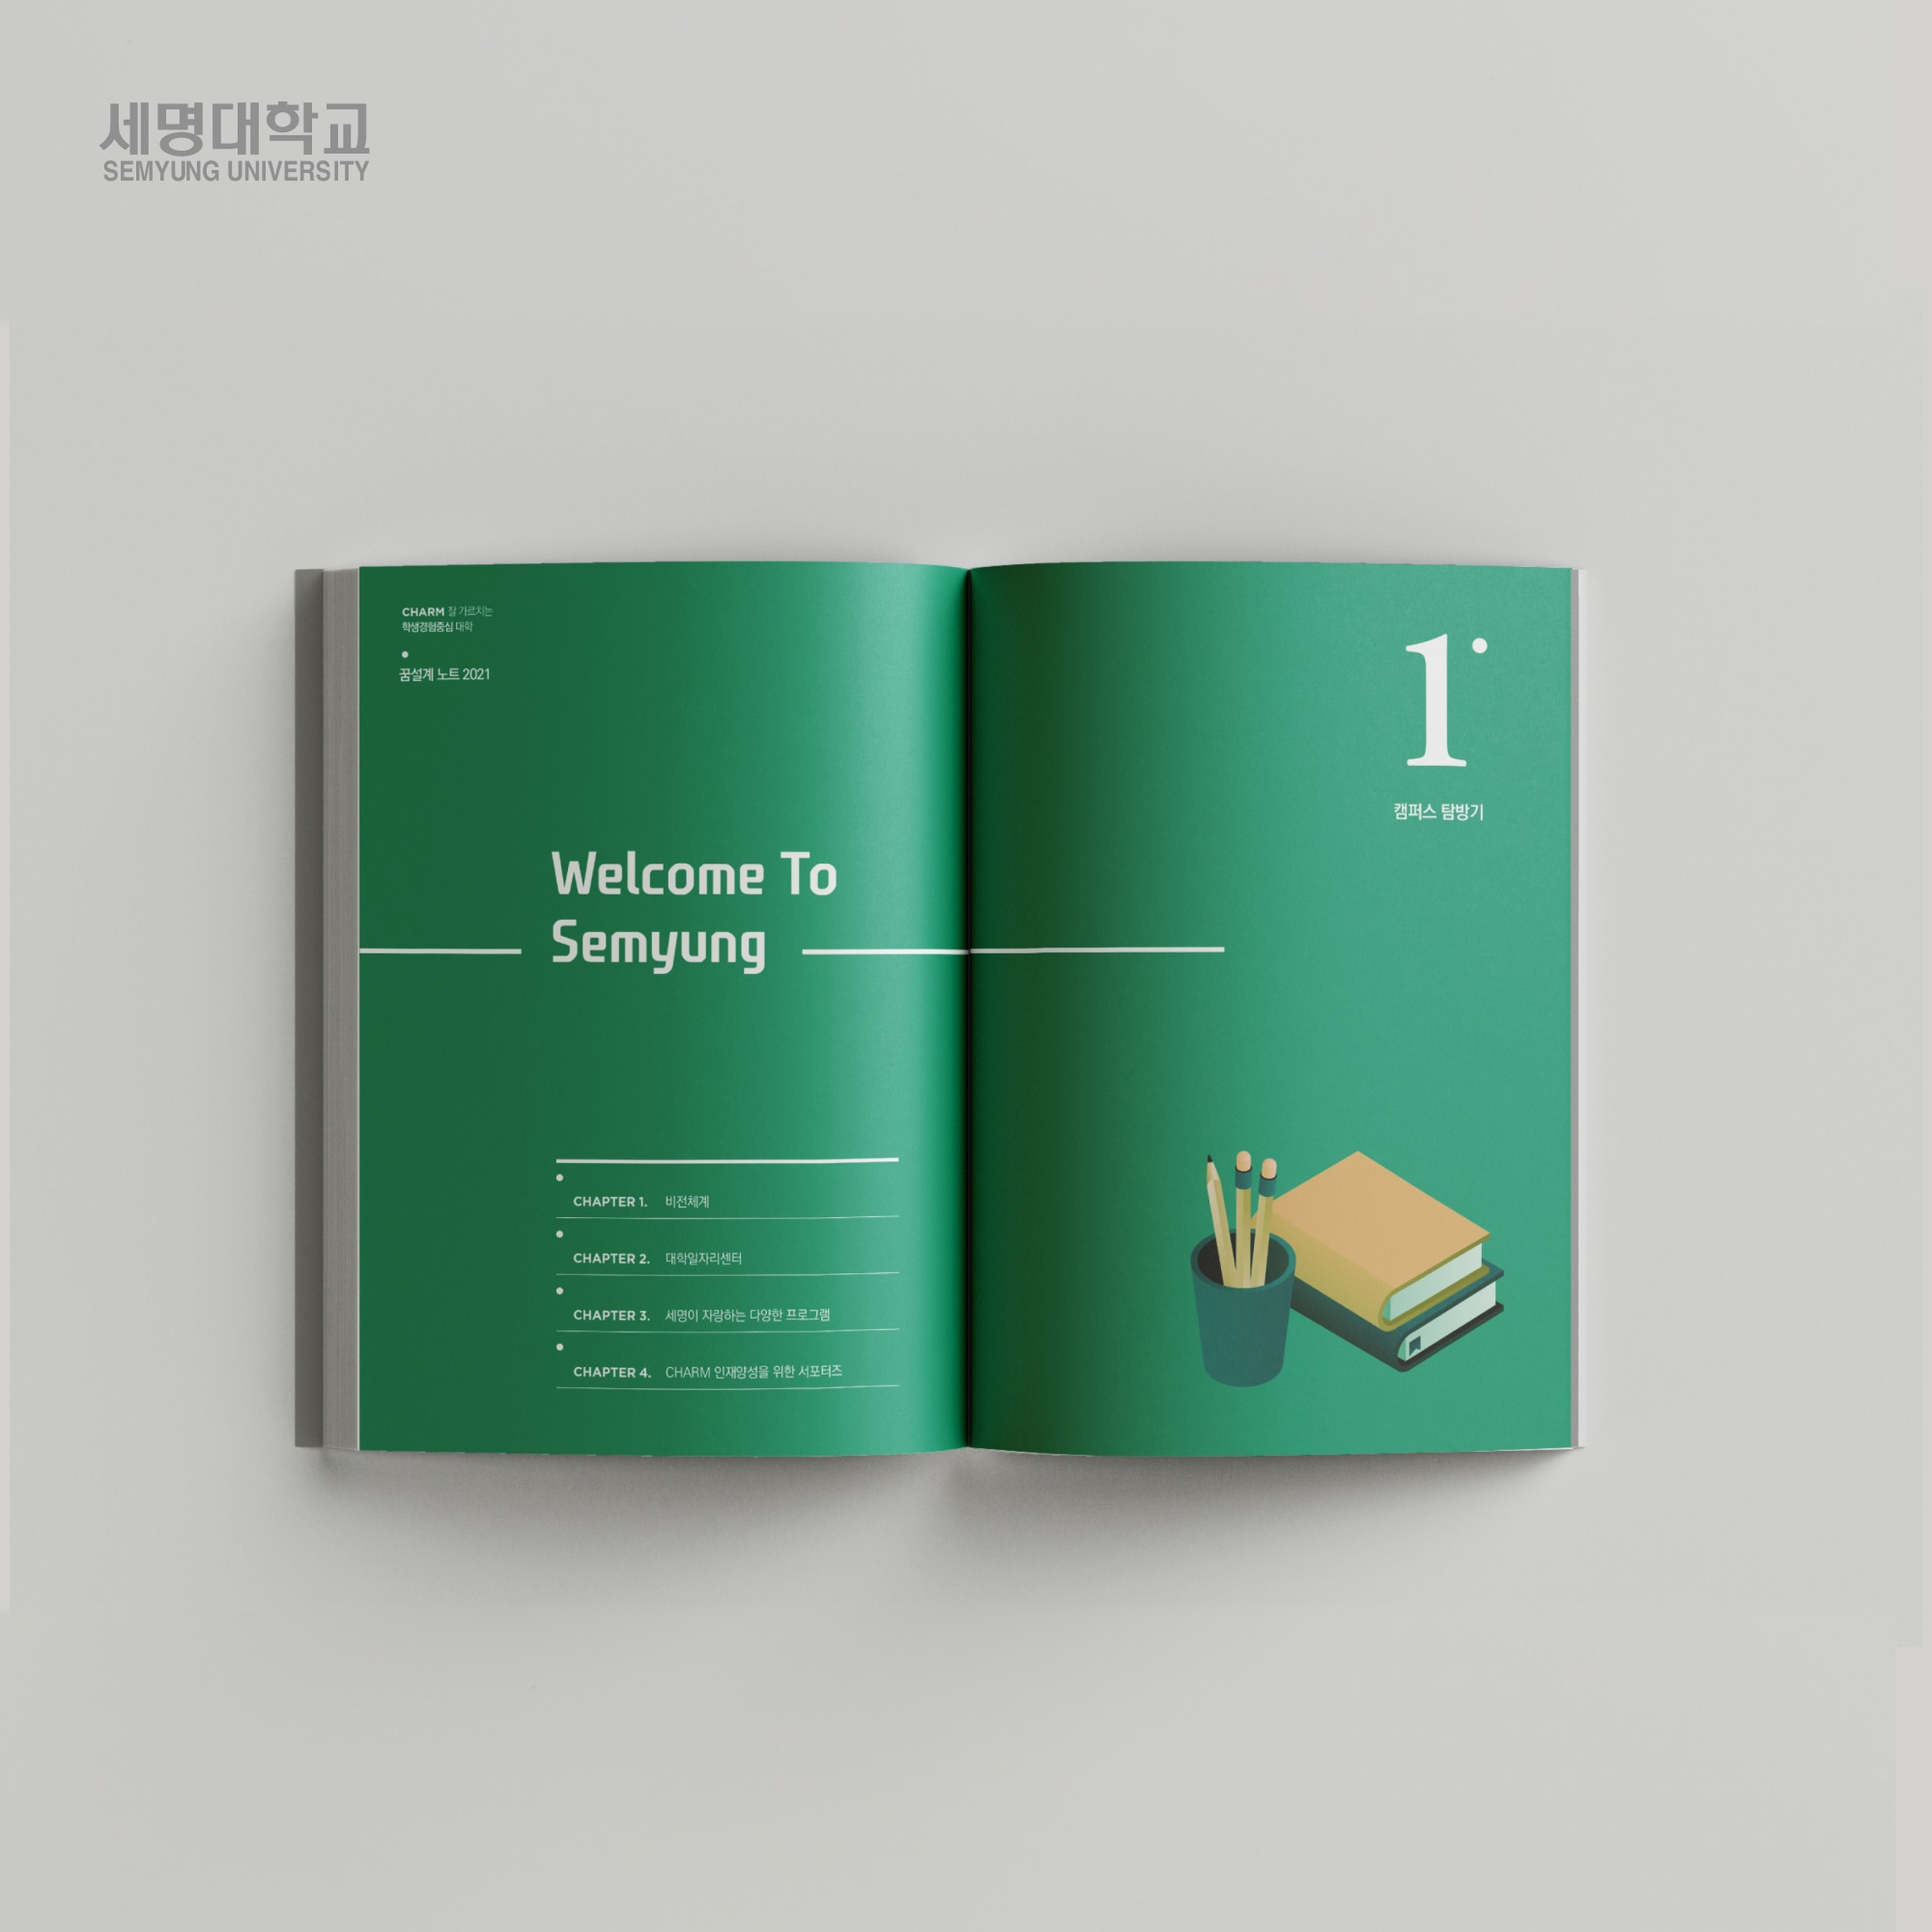 세명대학교
SEMYUNG UNIVERSITY
CHARM 잘 가르치는
학생경험중심 대학
꿈설계 노트 2021
Welcome To
Semyung
CHAPTER 1. 비전체계
CHAPTER 2. 대학일자리센터
CHAPTER 3. 세명이 자랑하는 다양한 프로그램
CHAPTER 4. CHARM 인재양성을 위한 서포터즈
1
캠퍼스 탐방기